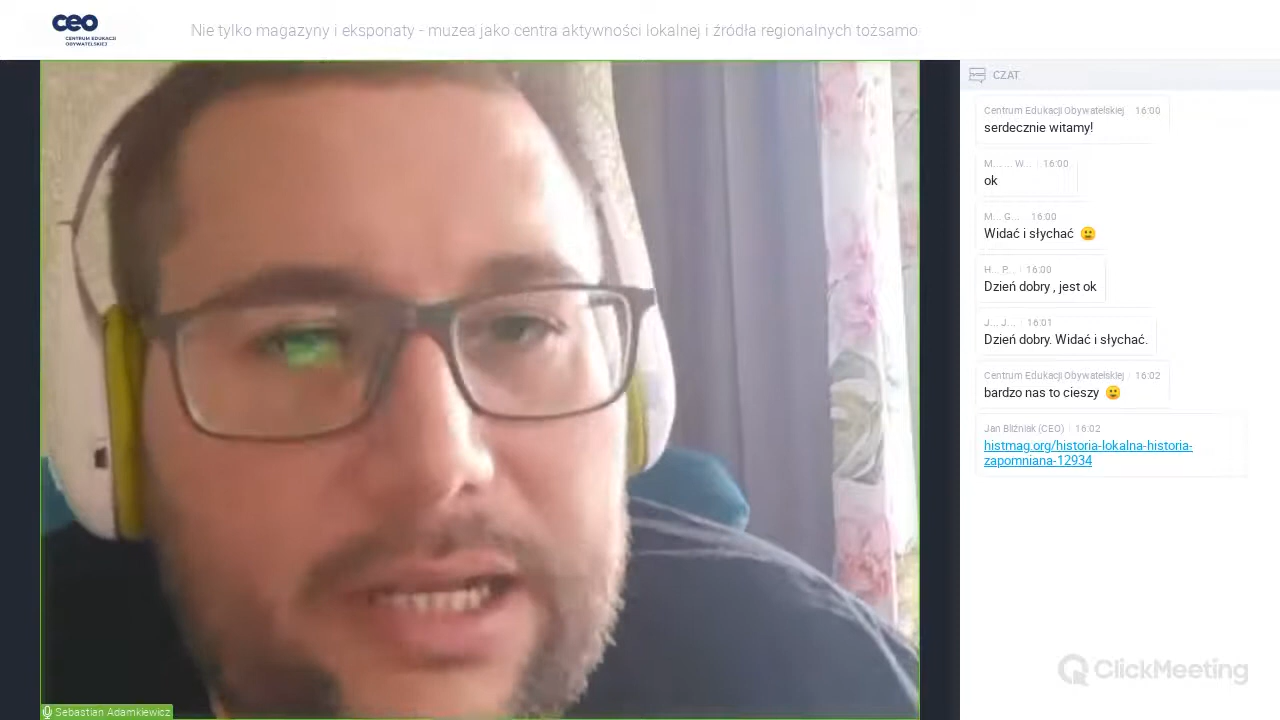 ceo
CENTRUM EDUKACJI
OBYWATELSKIEJ
Nie tylko magazyny i eksponaty - muzea jako centra aktywności lokalnej i źródła regionalnych tożsamo
CZAT
Centrum Edukacji Obywatelskiej 16:00
serdecznie witamy!
M... ... W... 16:00
ok
M... G... 16:00
Widać i słychać
H... P... 16:00
Dzień dobry , jest ok
J... J... 16:01
Dzień dobry. Widać i słychać.
Centrum Edukacji Obywatelskiej 16:02
bardzo nas to cieszy
Jan Bliźniak (CEO) 16:02
histmag.org/historia-lokalna-historia-
zapomniana-12934
ClickMeeting
Sebastian Adamkiewicz